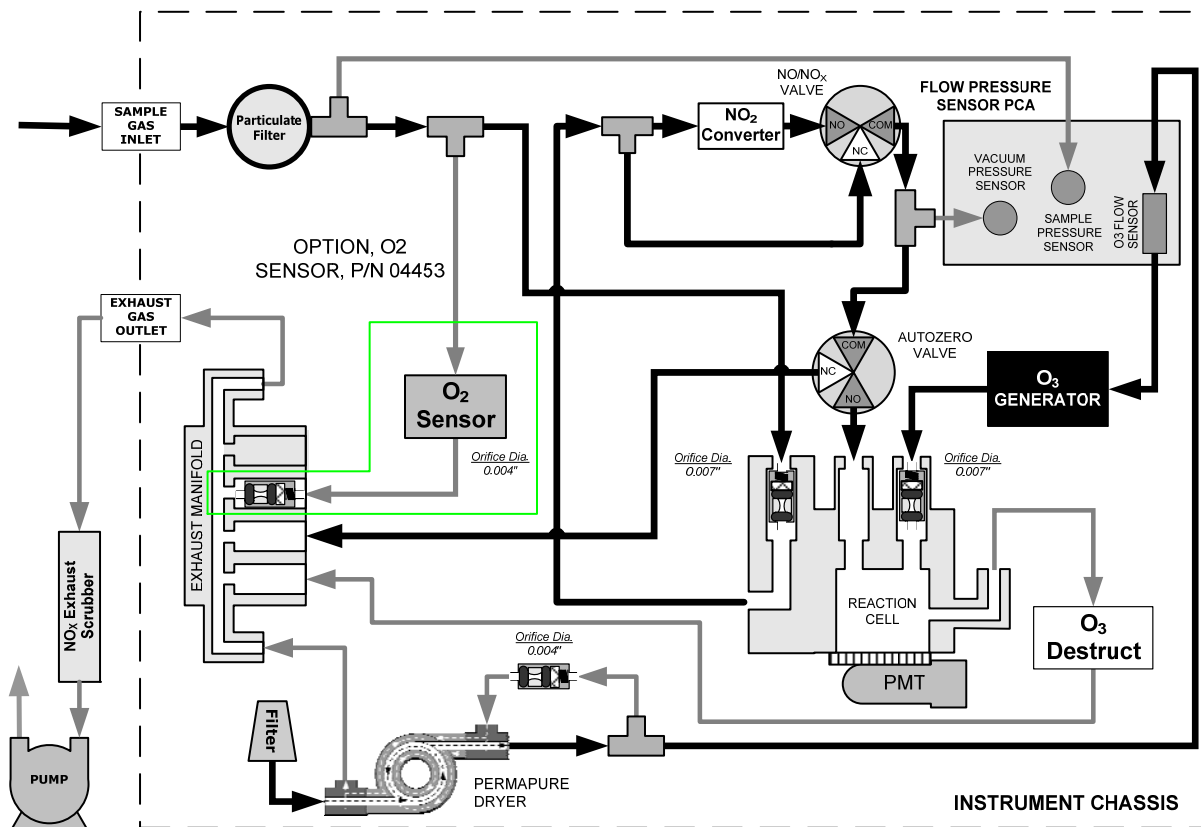 NO/NOX
VALVE
FLOW PRESSURE
SENSOR PCA
SAMPLE
GAS
INLET
Particulate
Filter
NO2
Converter
NO
COM
NC
VACUUM
PRESSURE
SENSOR
SAMPLE
PRESSURE
SENSOR
O3 FLOW
SENSOR
OPTION, O2
SENSOR, P/N 04453
EXHAUST
GAS
OUTLET
AUTOZERO
VALVE
COM
NC
NO
O3
GENERATOR
O2
Sensor
Orifice Dia.
0.004"
Orifice Dia.
0.007"
Orifice Dia.
0.007"
EXHAUST MANIFOLD
NOX Exhaust
Scrubber
REACTION
CELL
O3
Destruct
Orifice Dia.
0.004"
PMT
Filter
PUMP
PERMAPURE
DRYER
INSTRUMENT CHASSIS